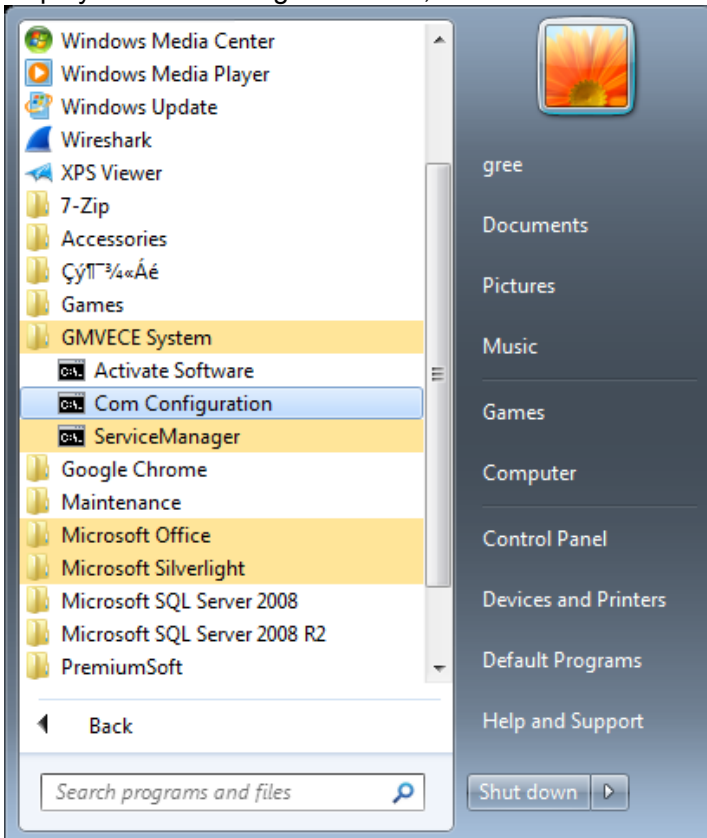 Windows Media Center
Windows Media Player
Windows Update
Wireshark
XPS Viewer
7-Zip
Accessories
Çý¶¯¾«Áé
Games
GMVECE System
Activate Software
Com Configuration
ServiceManager
Google Chrome
Maintenance
Microsoft Office
Microsoft Silverlight
Microsoft SQL Server 2008
Microsoft SQL Server 2008 R2
PremiumSoft
Back
Search programs and files
gree
Documents
Pictures
Music
Games
Computer
Control Panel
Devices and Printers
Default Programs
Help and Support
Shut down